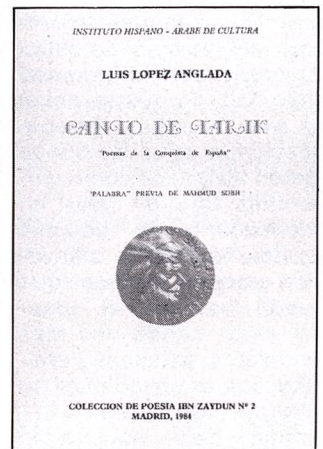 INSTITUTO HISPANO - ARABE DE CULTURA
LUIS LOPEZ ANGLADA
CANTO DE TARIK
"Poemas de la Conquista de España"
"PALABRA" PREVIA DE MAHMUD SOBH
COLECCION DE POESIA IBN ZAYDUN Nº 2
MADRID, 1984